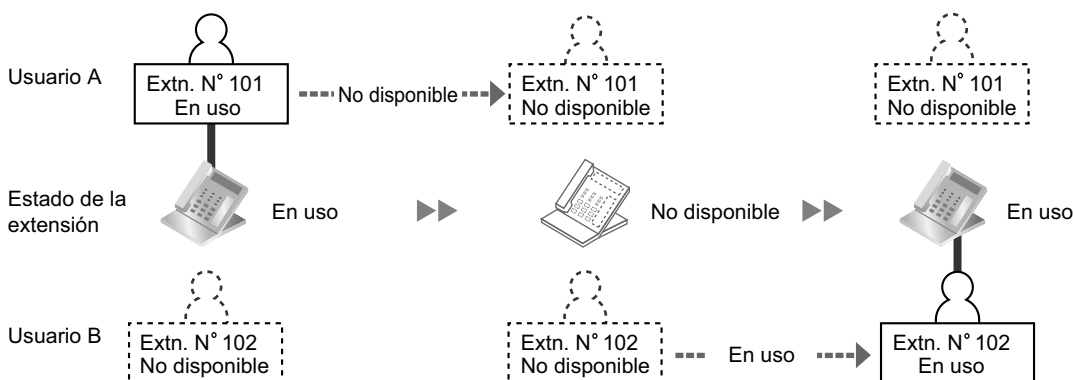 Usuario A
Extn. N° 101
En uso
No disponible
Extn. N° 101
No disponible
Extn. N° 101
No disponible
Estado de la
extensión
En uso
No disponible
En uso
Usuario B
Extn. N° 102
No disponible
Extn. N° 102
No disponible
En uso
Extn. N° 102
En uso